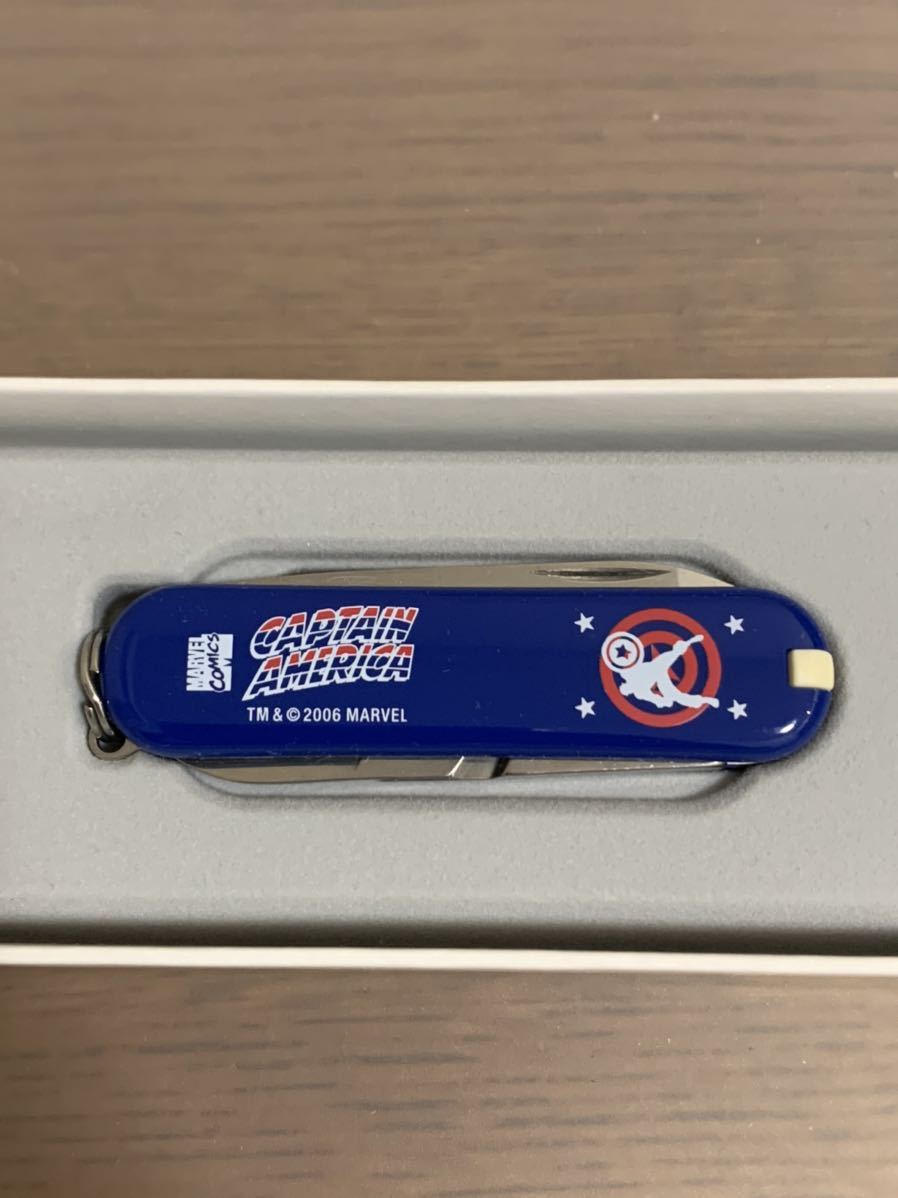 MARVEL
COMICS
CAPTAIN
AMERICA
TM & © 2006 MARVEL